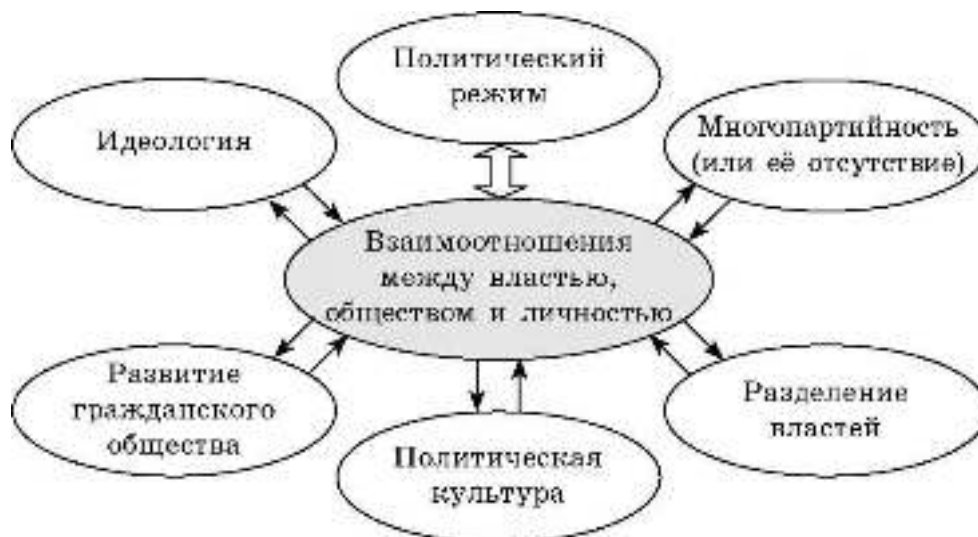 Политический
режим
Идеология
Многопартийность
(или её отсутствие)
Взаимоотношения
между властью,
обществом и личностью
Развитие
гражданского
общества
Политическая
культура
Разделение
властей